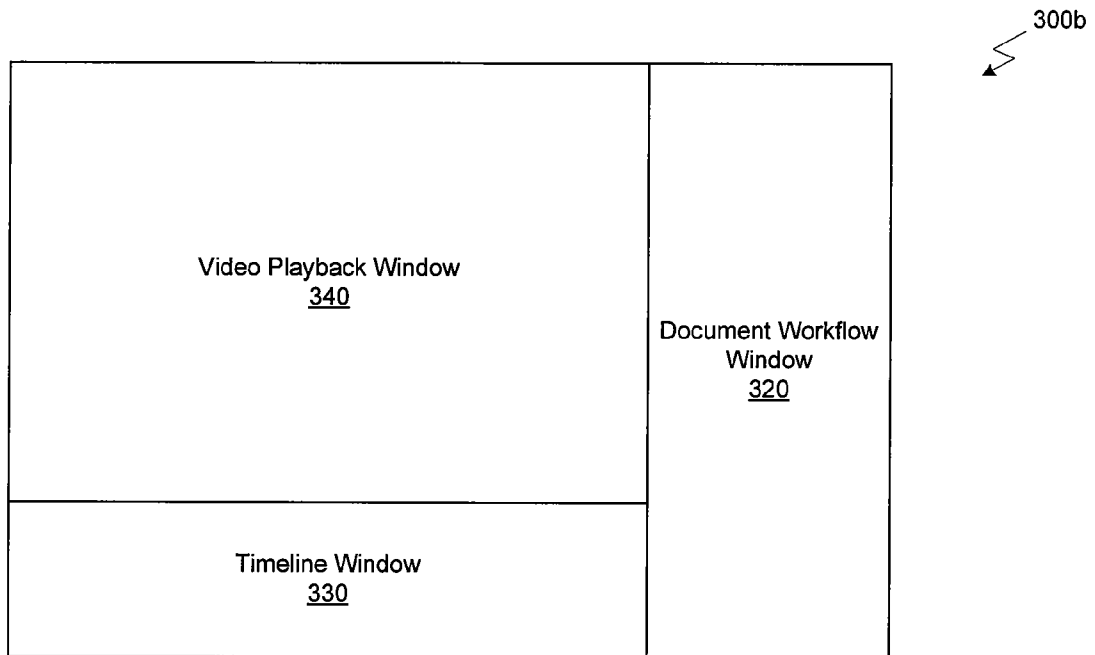 300b
Video Playback Window
340
Document Workflow
Window
320
Timeline Window
330